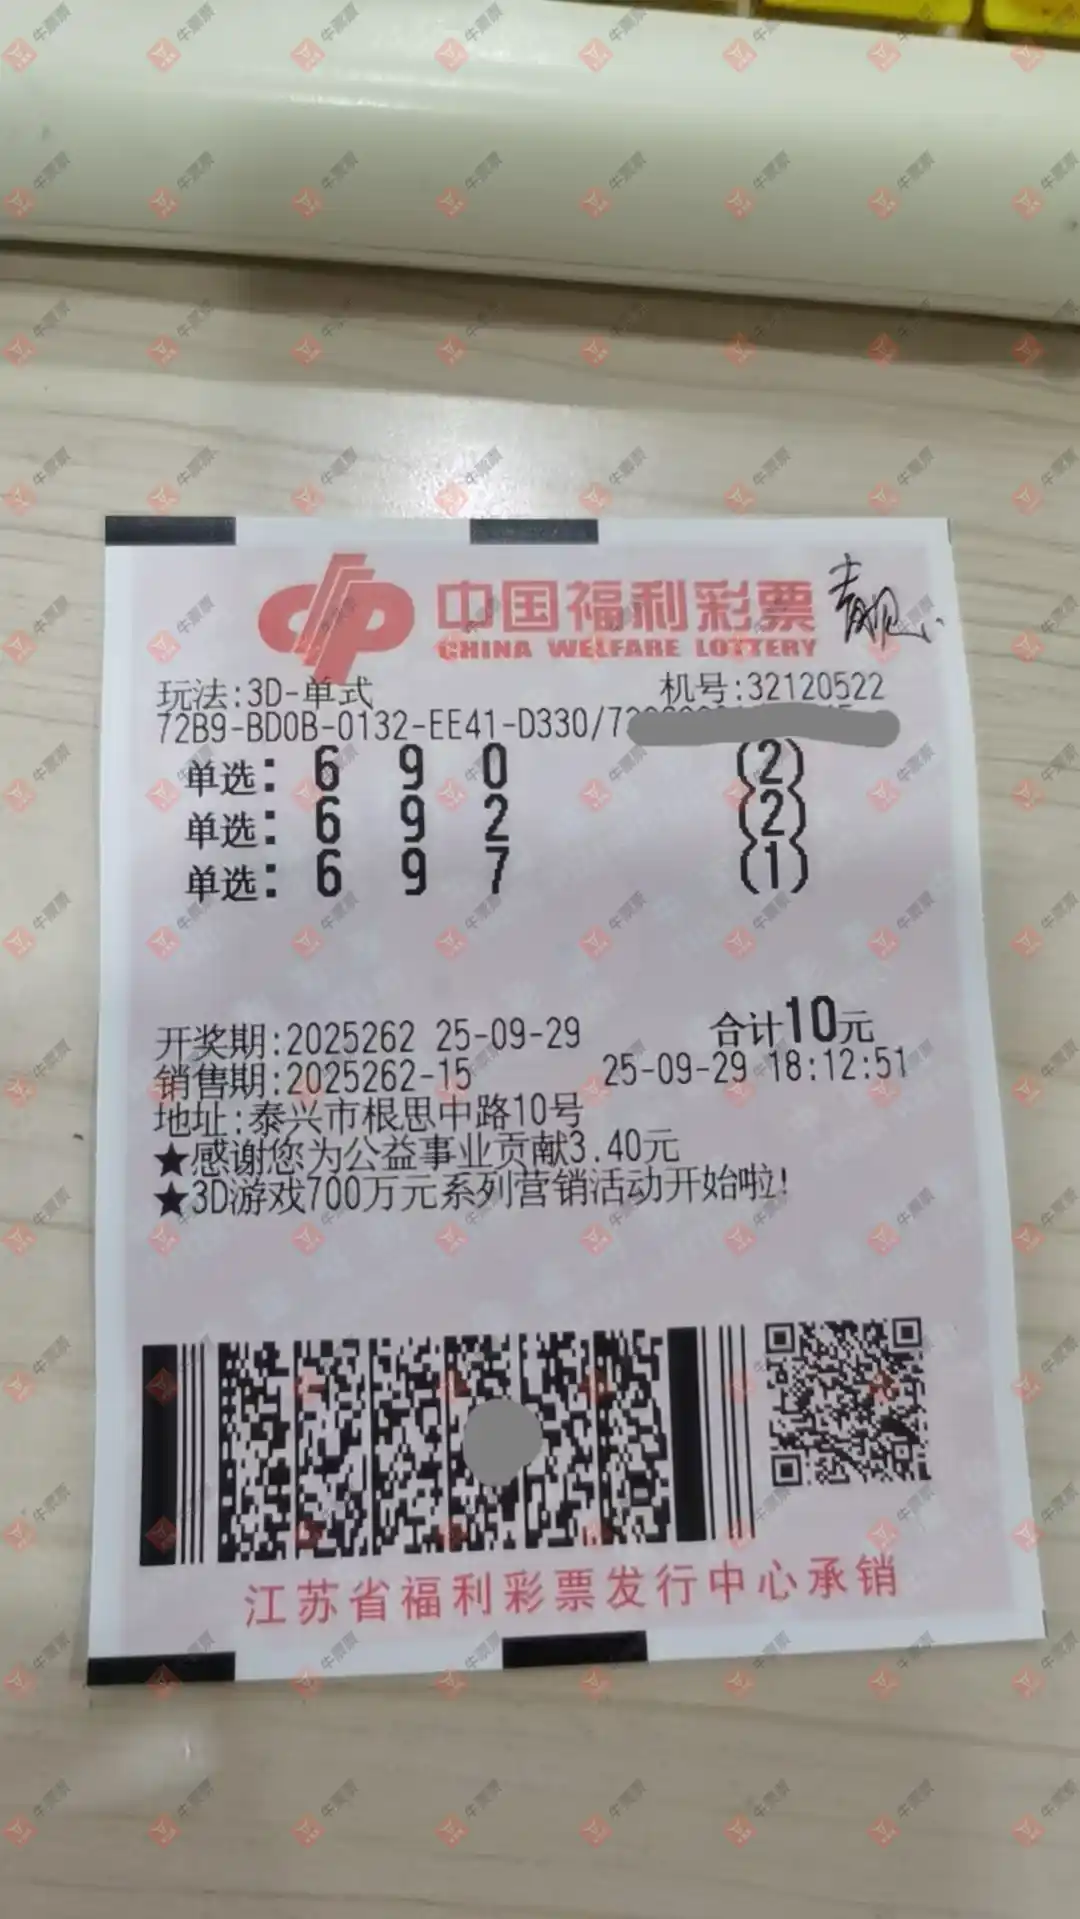 中国福利彩票
CHINA WELFARE LOTTERY
玩法:3D-单式 机号:32120522
72B9-BD0B-0132-EE41-D330/7
单选: 6 9 0 (2)
单选: 6 9 2 (2)
单选: 6 9 7 (1)
开奖期:2025262 25-09-29 合计10元
销售期:2025262-15 25-09-29 18:12:51
地址:泰兴市根思中路10号
★感谢您为公益事业贡献3.40元
★3D游戏700万元系列营销活动开始啦!
江苏省福利彩票发行中心承销
牛票票